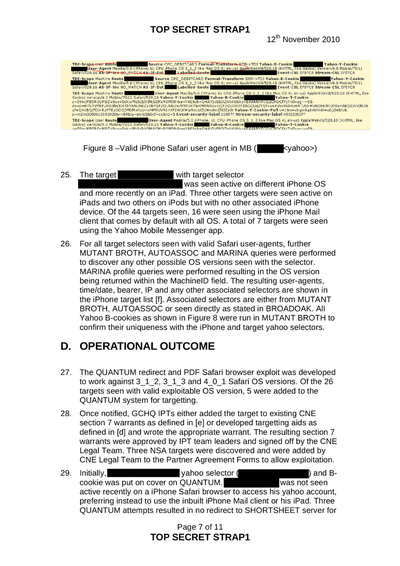 TOP SECRET STRAP1
12th November 2010
Figure 8 –Valid iPhone Safari user agent in MB ( <yahoo>)
25. The target with target selector
was seen active on different iPhone OS
and more recently on an iPad. Three other targets were seen active on
iPads and two others on iPods but with no other associated iPhone
device. Of the 44 targets seen, 16 were seen using the iPhone Mail
client that comes by default with all OS. A total of 7 targets were seen
using the Yahoo Mobile Messenger app.
26. For all target selectors seen with valid Safari user-agents, further
MUTANT BROTH, AUTOASSOC and MARINA queries were performed
to discover any other possible OS versions seen with the selector.
MARINA profile queries were performed resulting in the OS version
being returned within the MachineID field. The resulting user-agents,
time/date, bearer, IP and any other associated selectors are shown in
the iPhone target list [f]. Associated selectors are either from MUTANT
BROTH, AUTOASSOC or seen directly as stated in BROADOAK. All
Yahoo B-cookies as shown in Figure 8 were run in MUTANT BROTH to
confirm their uniqueness with the iPhone and target yahoo selectors.
D. OPERATIONAL OUTCOME
27. The QUANTUM redirect and PDF Safari browser exploit was developed
to work against 3_1_2, 3_1_3 and 4_0_1 Safari OS versions. Of the 26
targets seen with valid exploitable OS version, 5 were added to the
QUANTUM system for targetting.
28. Once notified, GCHQ IPTs either added the target to existing CNE
section 7 warrants as defined in [e] or developed targeting aids as
defined in [d] and wrote the appropriate warrant. The resulting section 7
warrants were approved by IPT team leaders and signed off by the CNE
Legal Team. Three NSA targets were discovered and were added by
CNE Legal Team to the Partner Agreement Forms to allow exploitation.
29. Initially, yahoo selector ( ) and B-
cookie was put on cover on QUANTUM. was not seen
active recently on a iPhone Safari browser to access his yahoo account,
preferring instead to use the inbuilt iPhone Mail client or his iPad. Three
QUANTUM attempts resulted in no redirect to SHORTSHEET server for
Page 7 of 11
TOP SECRET STRAP1